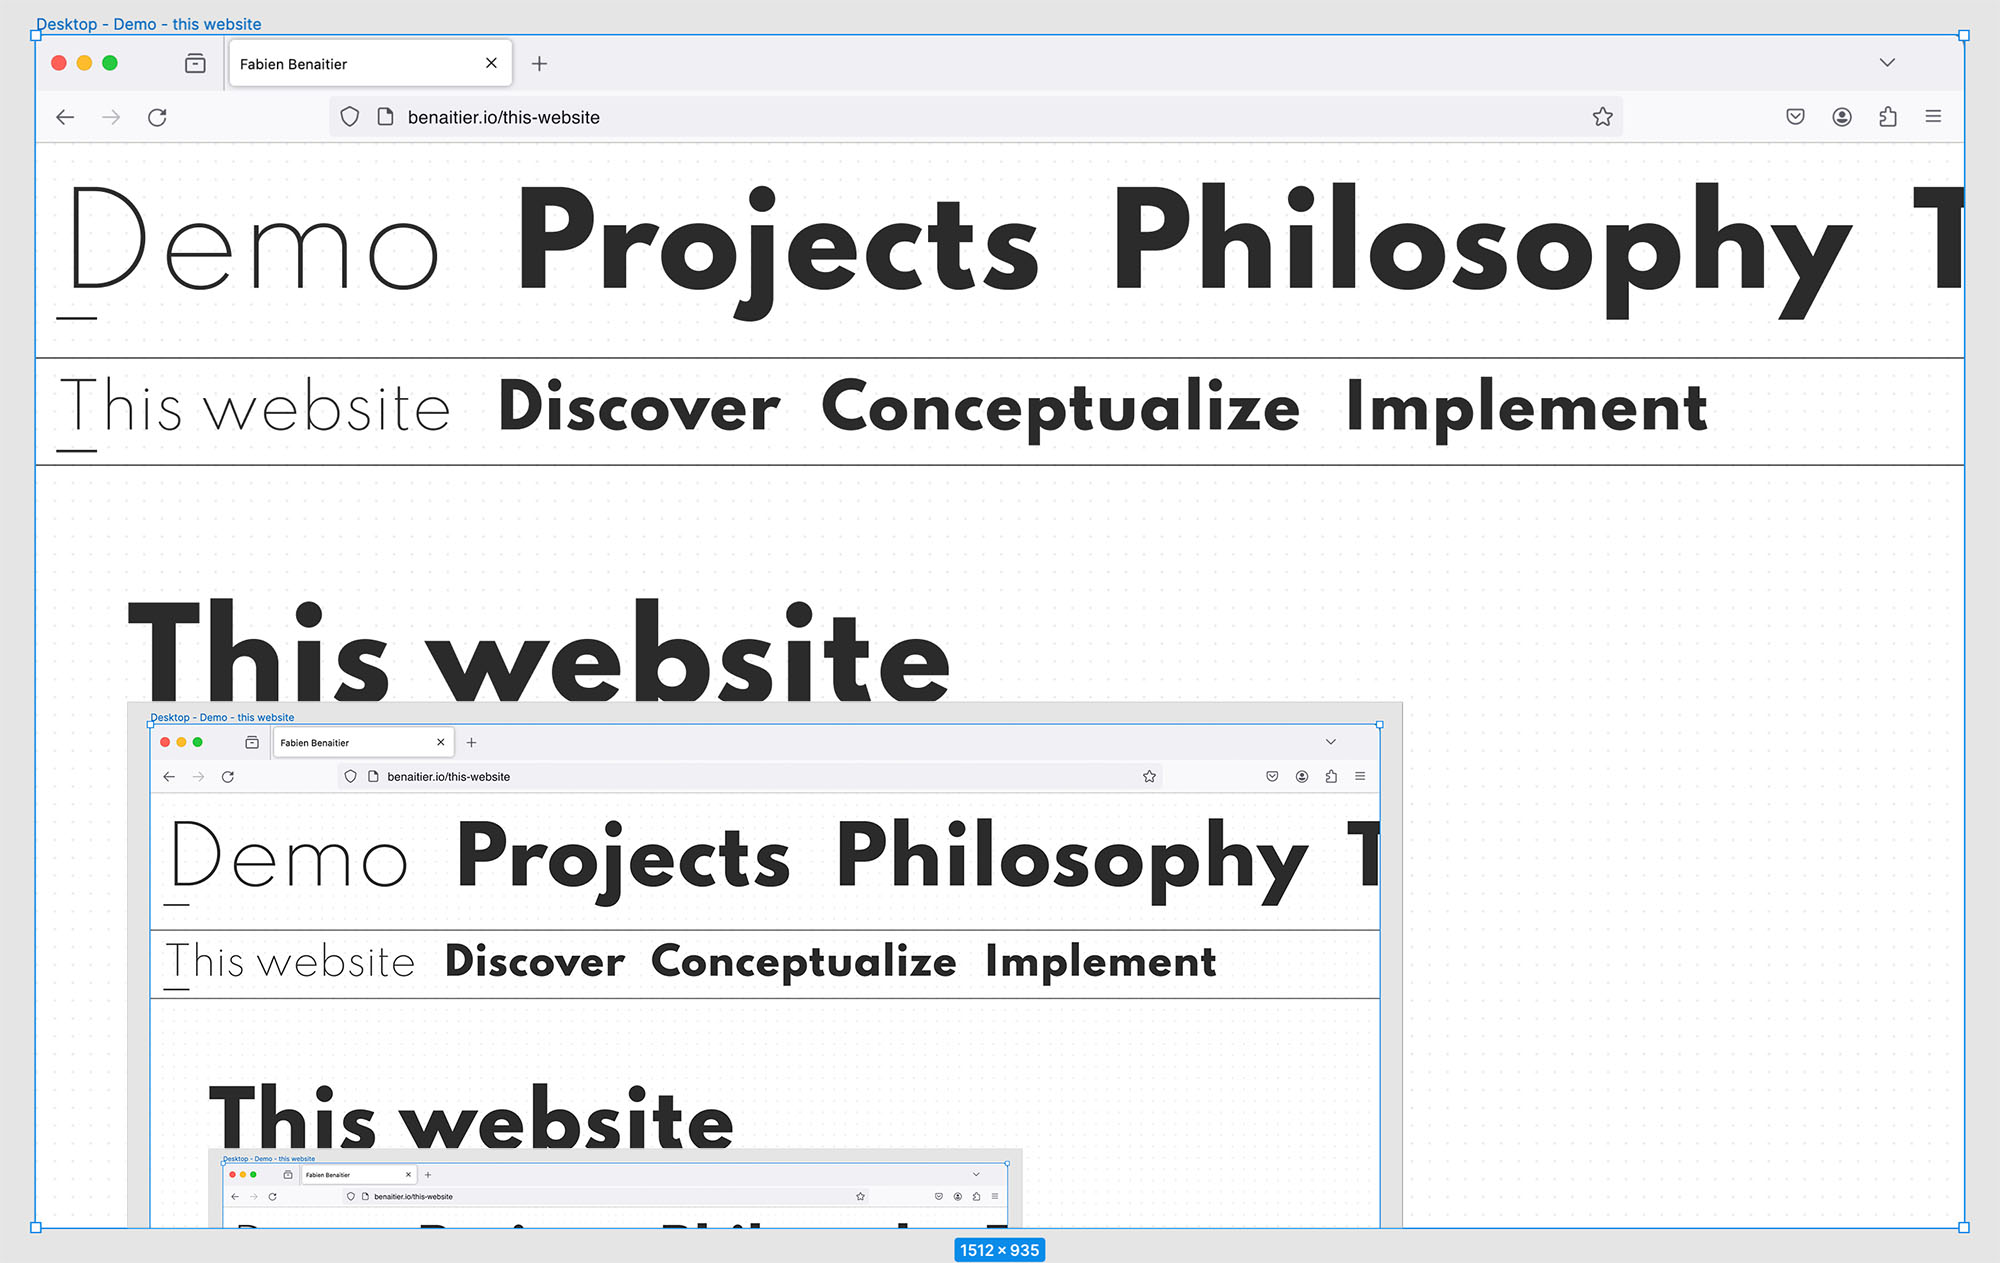 Desktop - Demo - this website
Fabien Benaitier
benaitier.io/this-website
Demo Projects Philosophy T
This website Discover Conceptualize Implement
This website
Desktop - Demo - this website
Fabien Benaitier
benaitier.io/this-website
Demo Projects Philosophy T
This website Discover Conceptualize Implement
This website
Desktop - Demo - this website
Fabien Benaitier
benaitier.io/this-website
1512 × 935